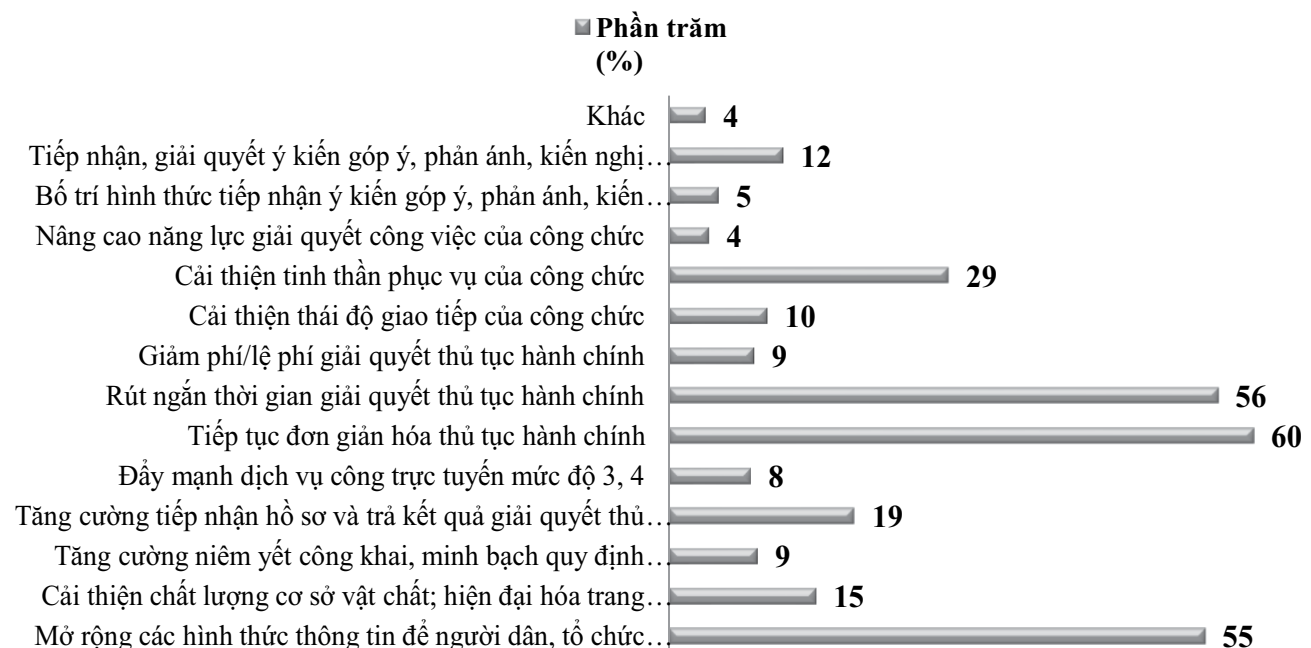 Phần trăm
(%)
Khác 4
Tiếp nhận, giải quyết ý kiến góp ý, phản ánh, kiến nghị… 12
Bố trí hình thức tiếp nhận ý kiến góp ý, phản ánh, kiến… 5
Nâng cao năng lực giải quyết công việc của công chức 4
Cải thiện tinh thần phục vụ của công chức 29
Cải thiện thái độ giao tiếp của công chức 10
Giảm phí/lệ phí giải quyết thủ tục hành chính 9
Rút ngắn thời gian giải quyết thủ tục hành chính 56
Tiếp tục đơn giản hóa thủ tục hành chính 60
Đẩy mạnh dịch vụ công trực tuyến mức độ 3, 4 8
Tăng cường tiếp nhận hồ sơ và trả kết quả giải quyết thủ… 19
Tăng cường niêm yết công khai, minh bạch quy định… 9
Cải thiện chất lượng cơ sở vật chất; hiện đại hóa trang… 15
Mở rộng các hình thức thông tin để người dân, tổ chức… 55